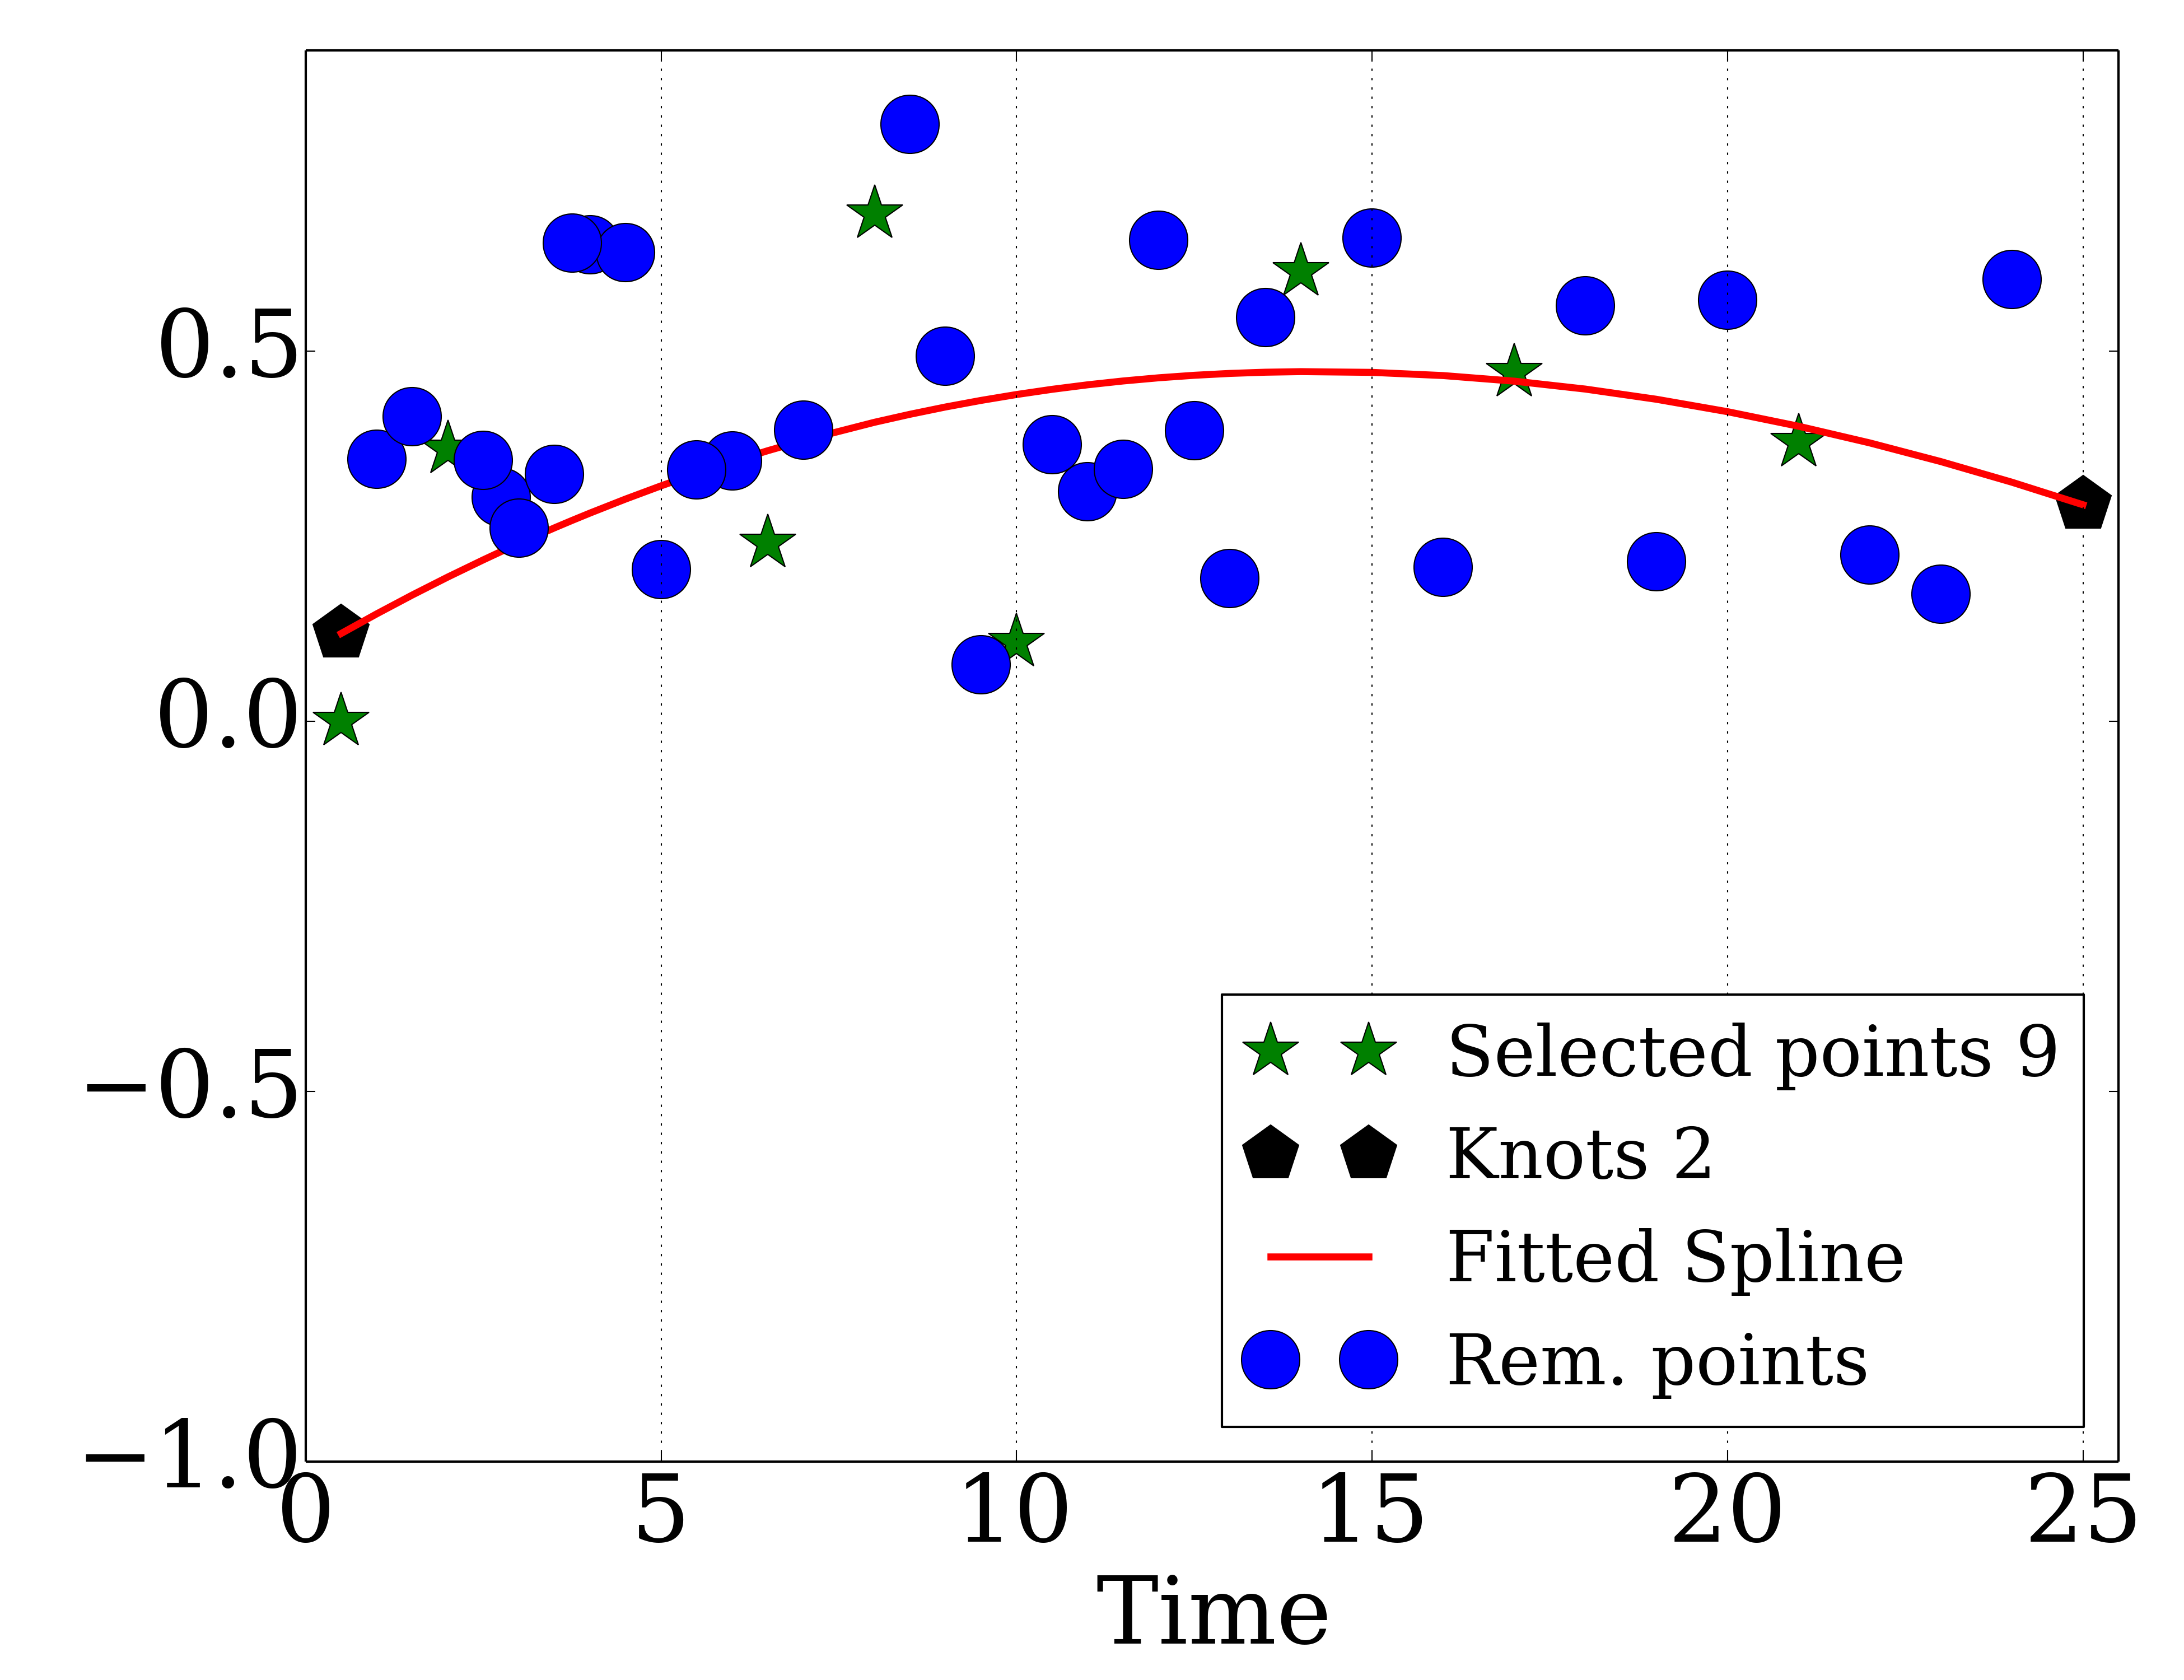 0.5
0.0
−0.5
−1.0
0 5 10 15 20 25
Time
Selected points 9
Knots 2
Fitted Spline
Rem. points